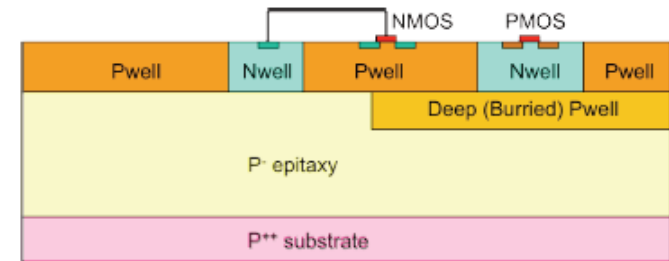 NMOS PMOS
Pwell Nwell Pwell Nwell Pwell
Deep (Burried) Pwell
P- epitaxy
P++ substrate